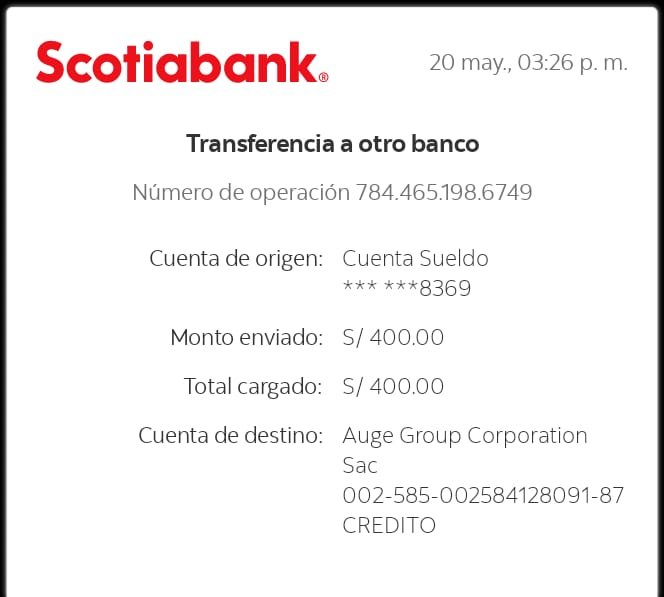 Scotiabank®
20 may., 03:26 p. m.
Transferencia a otro banco
Número de operación 784.465.198.6749
Cuenta de origen: Cuenta Sueldo
*** ***8369
Monto enviado: S/ 400.00
Total cargado: S/ 400.00
Cuenta de destino: Auge Group Corporation
Sac
002-585-002584128091-87
CREDITO